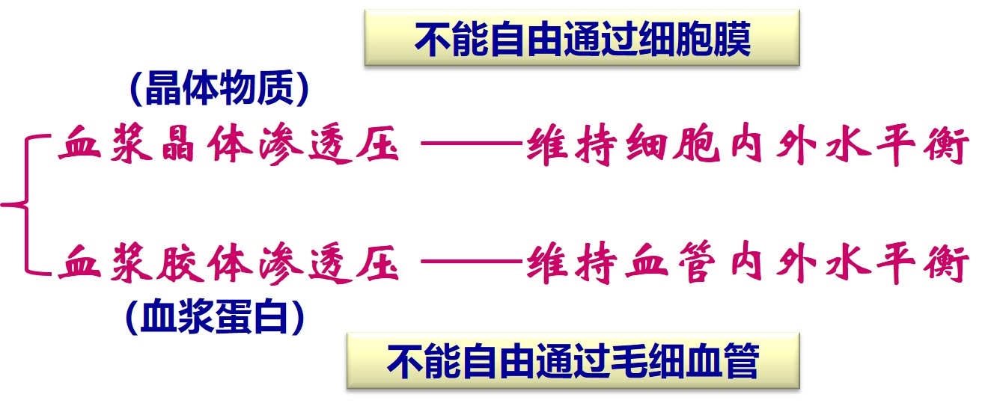 不能自由通过细胞膜
（晶体物质）
血浆晶体渗透压 ——维持细胞内外水平衡
血浆胶体渗透压 ——维持血管内外水平衡
（血浆蛋白）
不能自由通过毛细血管